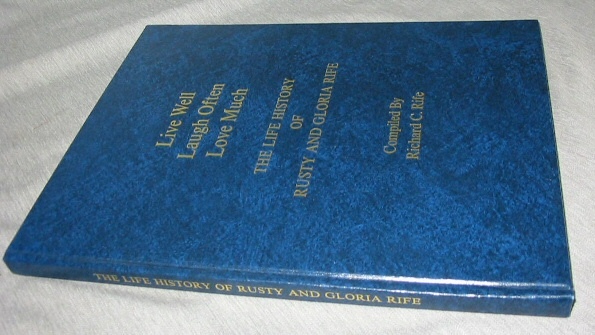 Live Well
Laugh Often
Love Much
THE LIFE HISTORY
OF
RUSTY AND GLORIA RIFE
Compiled By
Richard C. Rife
THE LIFE HISTORY OF RUSTY AND GLORIA RIFE